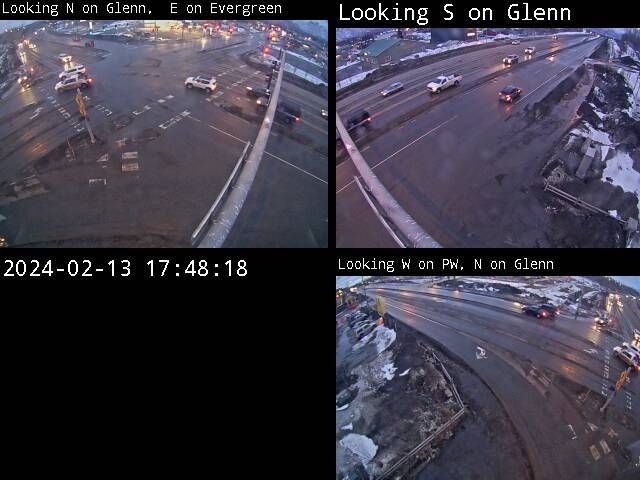 Looking N on Glenn,  E on Evergreen
Looking S on Glenn
2024-02-13 17:48:18
Looking W on PW, N on Glenn